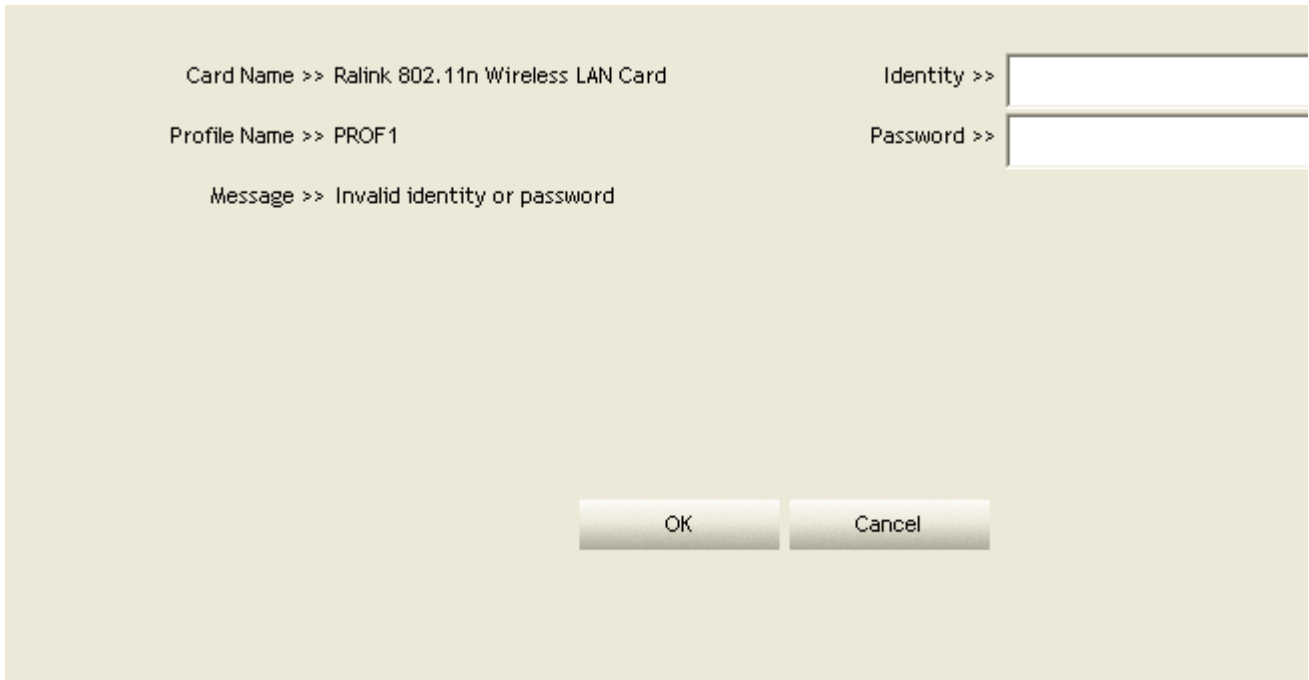 Card Name >> Ralink 802.11n Wireless LAN Card
Identity >>
Profile Name >> PROF1
Password >>
Message >> Invalid identity or password
OK
Cancel